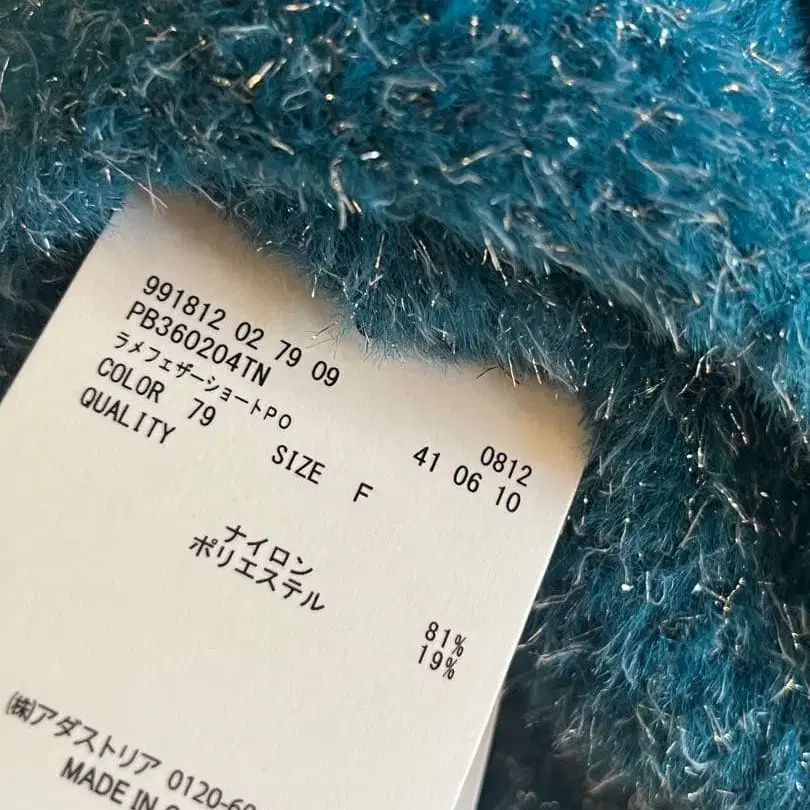 991812 02 79 09
PB360204TN
ラメフェザーショートPO 0812
COLOR 79 SIZE F 41 06 10
QUALITY
ナイロン 81%
ポリエステル 19%
㈱アダストリア 0120-60
MADE IN